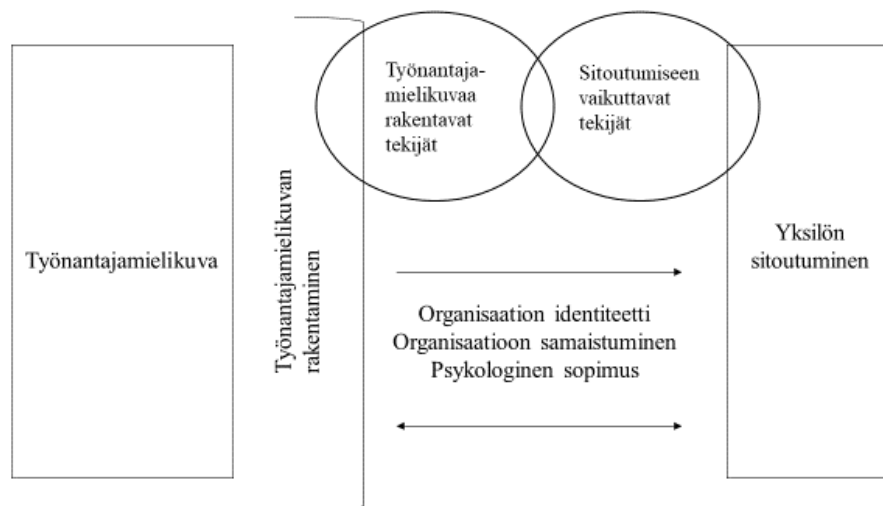 Työnantajamielikuva
Työnantajamielikuvan
rakentaminen
Työnantaja-
mielikuvaa
rakentavat
tekijät
Sitoutumiseen
vaikuttavat
tekijät
Organisaation identiteetti
Organisaatioon samaistuminen
Psykologinen sopimus
Yksilön
sitoutuminen